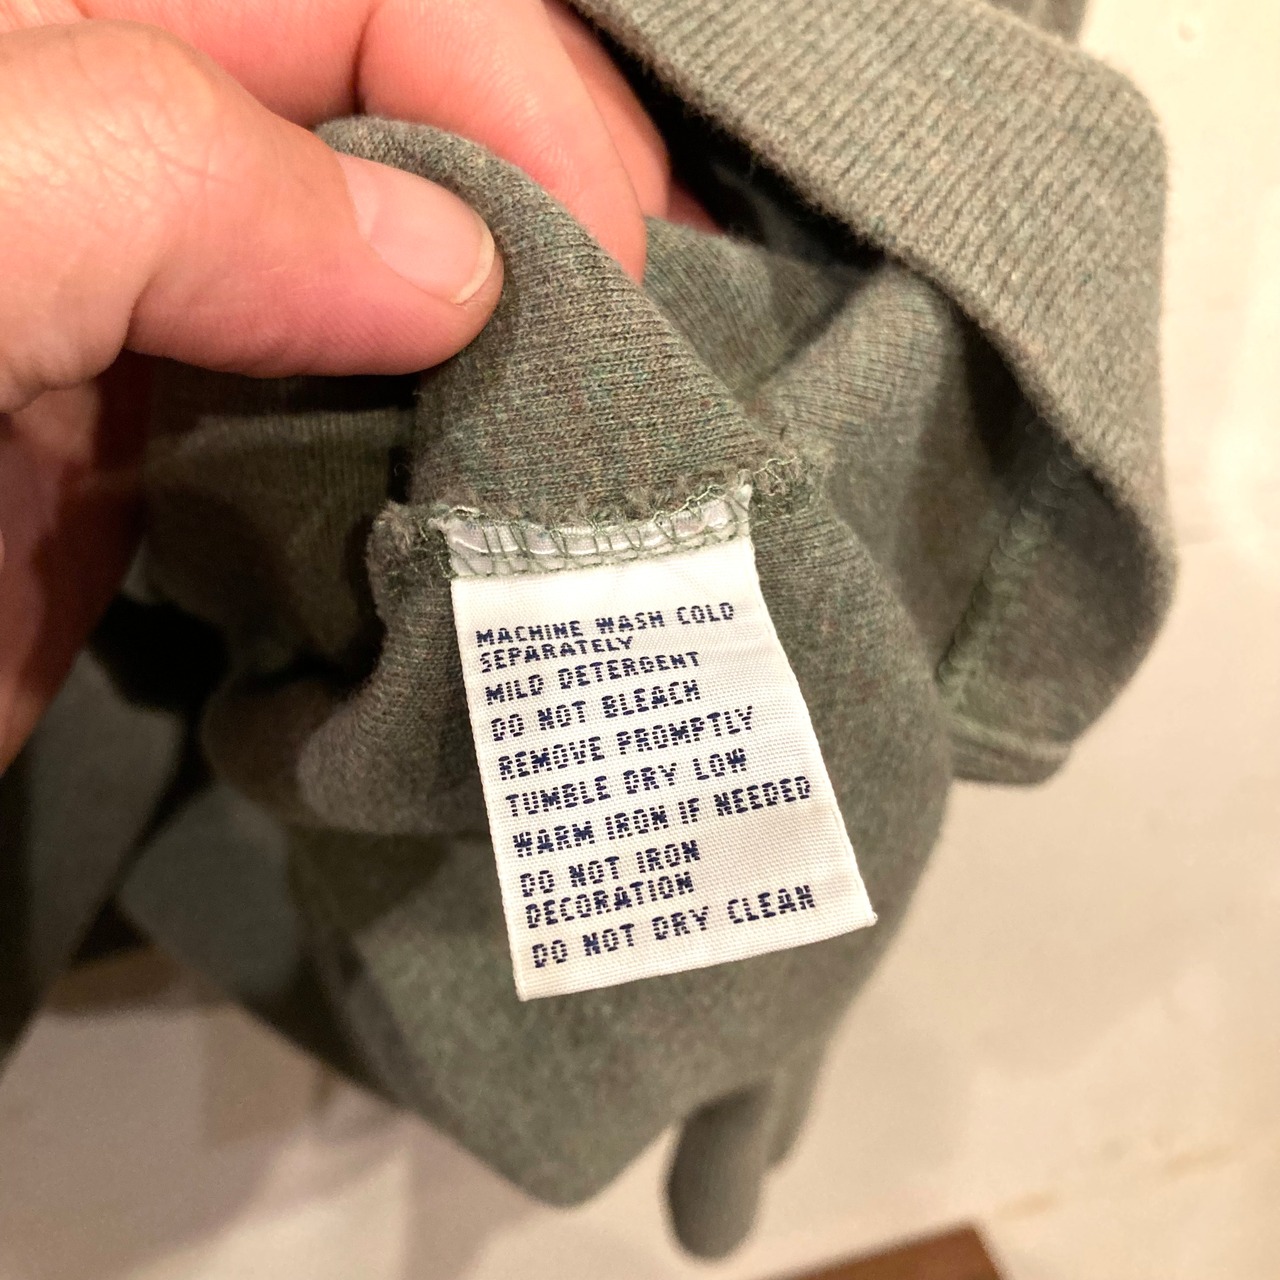 MACHINE WASH COLD
SEPARATELY
MILD DETERGENT
DO NOT BLEACH
REMOVE PROMPTLY
TUMBLE DRY LOW
WARM IRON IF NEEDED
DO NOT IRON
DECORATION
DO NOT DRY CLEAN